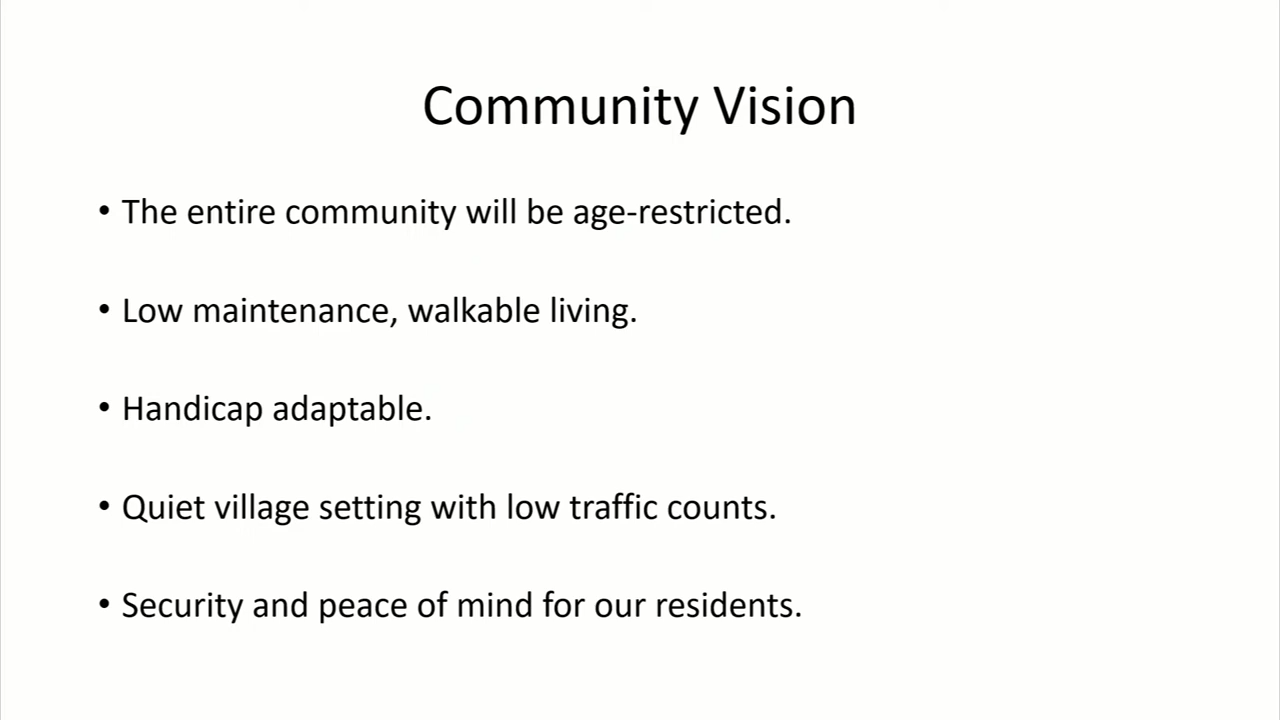 Community Vision
• The entire community will be age-restricted.
• Low maintenance, walkable living.
• Handicap adaptable.
• Quiet village setting with low traffic counts.
• Security and peace of mind for our residents.